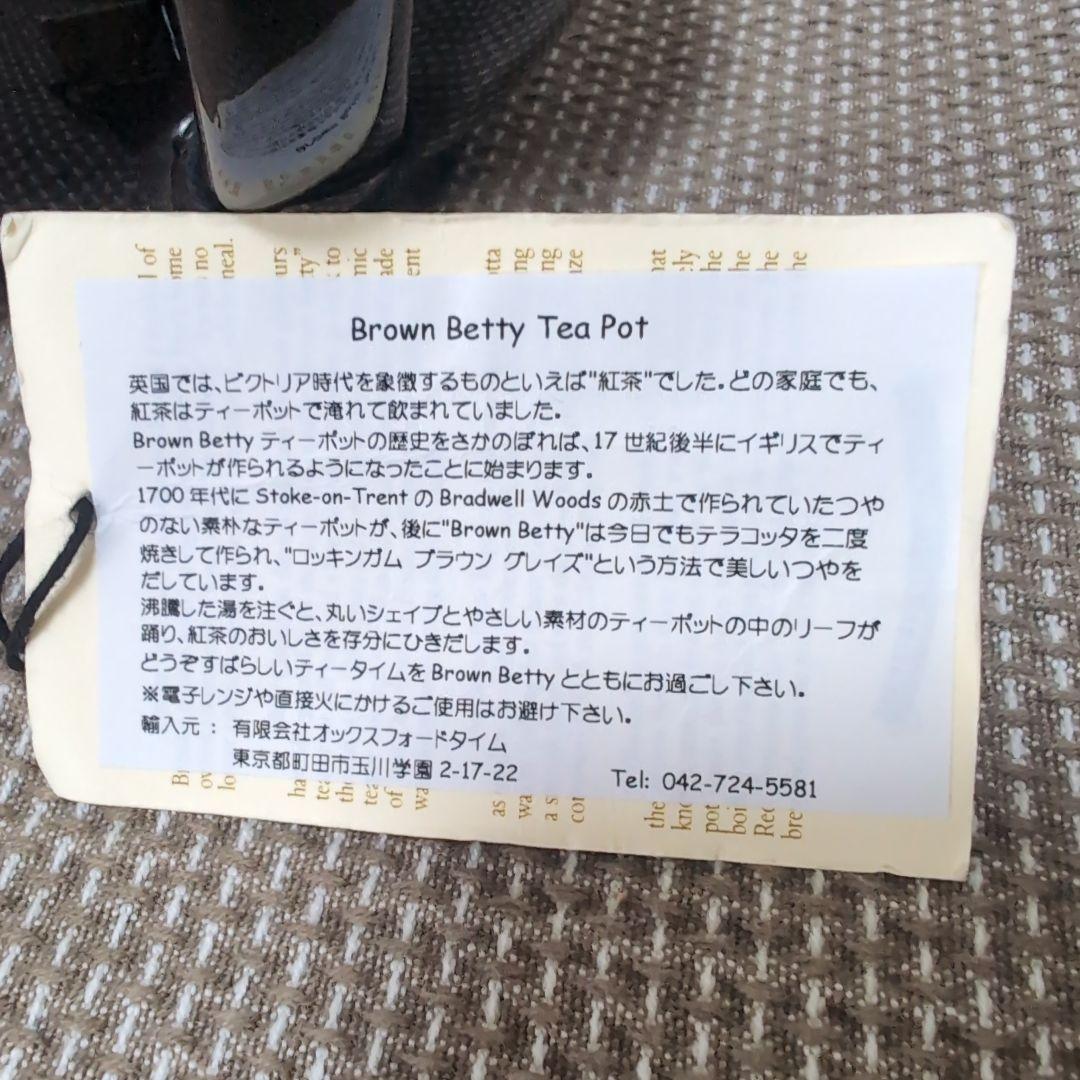 Brown Betty Tea Pot
英国では、ビクトリア時代を象徴するものといえば"紅茶"でした。どの家庭でも、
紅茶はティーポットで淹れて飲まれていました。
Brown Betty ティーポットの歴史をさかのぼれば、17 世紀後半にイギリスでティ
ーポットが作られるようになったことに始まります。
1700 年代に Stoke-on-Trent の Bradwell Woods の赤土で作られていたつや
のない素朴なティーポットが、後に"Brown Betty"は今日でもテラコッタを二度
焼きして作られ、"ロッキンガム ブラウン グレイズ"という方法で美しいつやを
だしています。
沸騰した湯を注ぐと、丸いシェイプとやさしい素材のティーポットの中のリーフが
踊り、紅茶のおいしさを存分にひきだします。
どうぞすばらしいティータイムを Brown Betty とともにお過ごし下さい。
※電子レンジや直接火にかけるご使用はお避け下さい。
輸入元 : 有限会社オックスフォードタイム
東京都町田市玉川学園 2-17-22 Tel: 042-724-5581